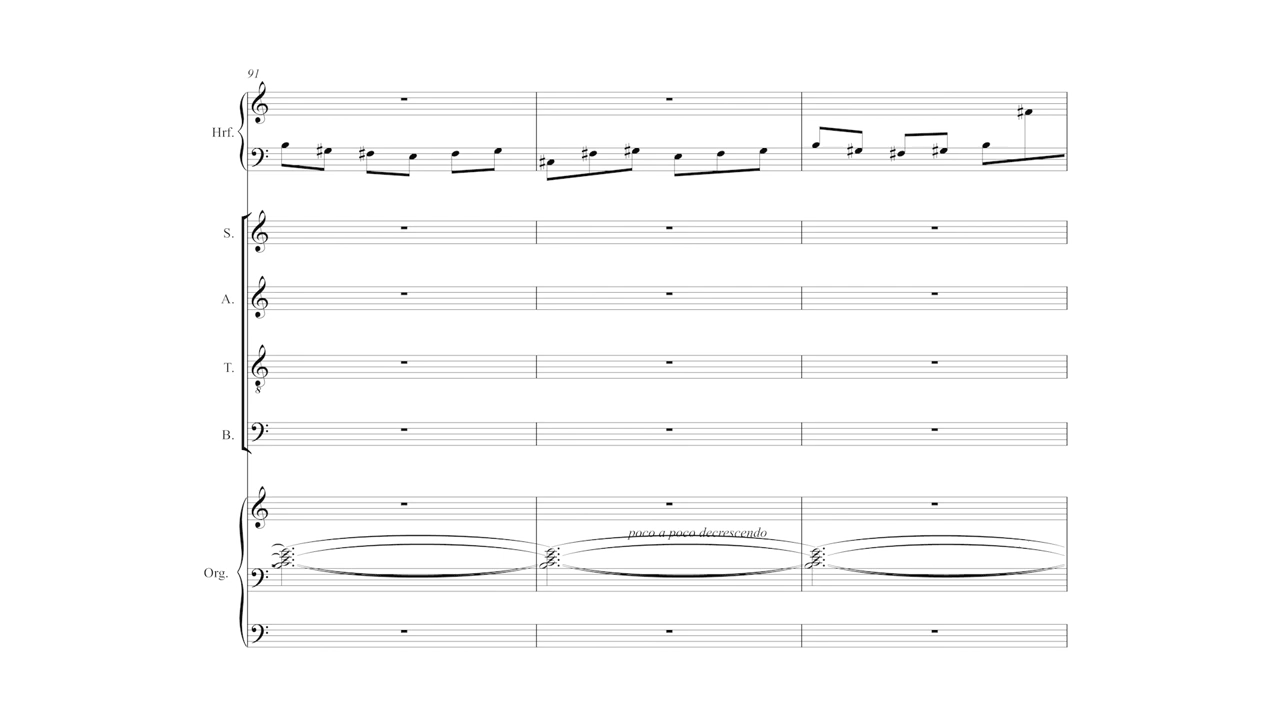 91
Hrf.
S.
A.
T.
8
B.
poco a poco decrescendo
Org.